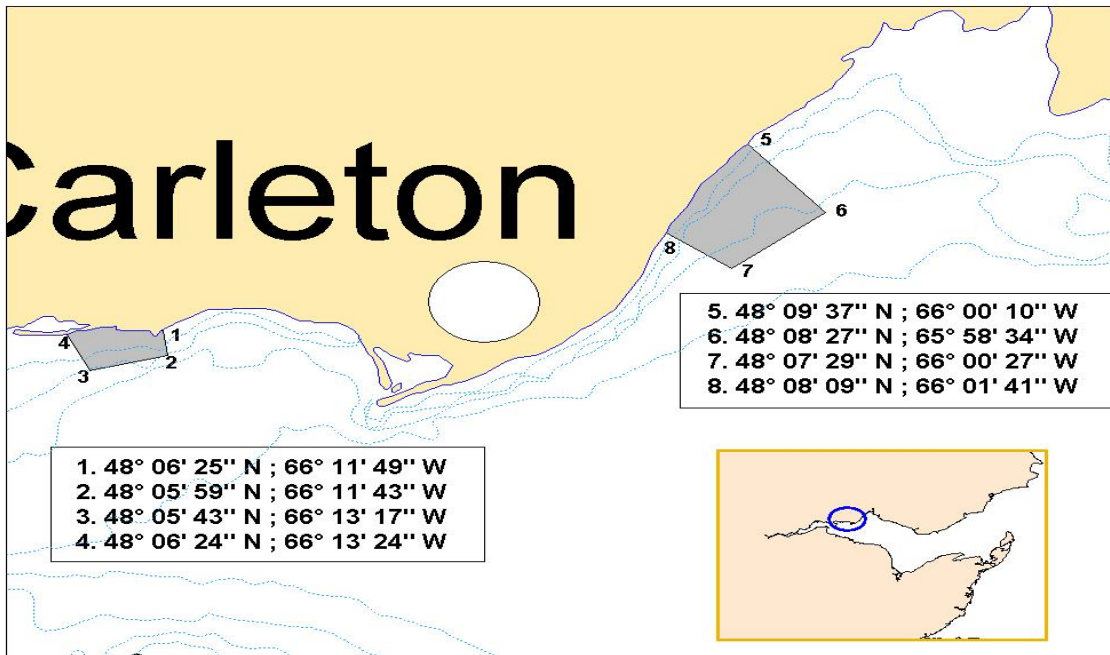 Carleton
5
6
8
7
1
4
2
3
5. 48° 09' 37" N ; 66° 00' 10" W
6. 48° 08' 27" N ; 65° 58' 34" W
7. 48° 07' 29" N ; 66° 00' 27" W
8. 48° 08' 09" N ; 66° 01' 41" W
1. 48° 06' 25" N ; 66° 11' 49" W
2. 48° 05' 59" N ; 66° 11' 43" W
3. 48° 05' 43" N ; 66° 13' 17" W
4. 48° 06' 24" N ; 66° 13' 24" W